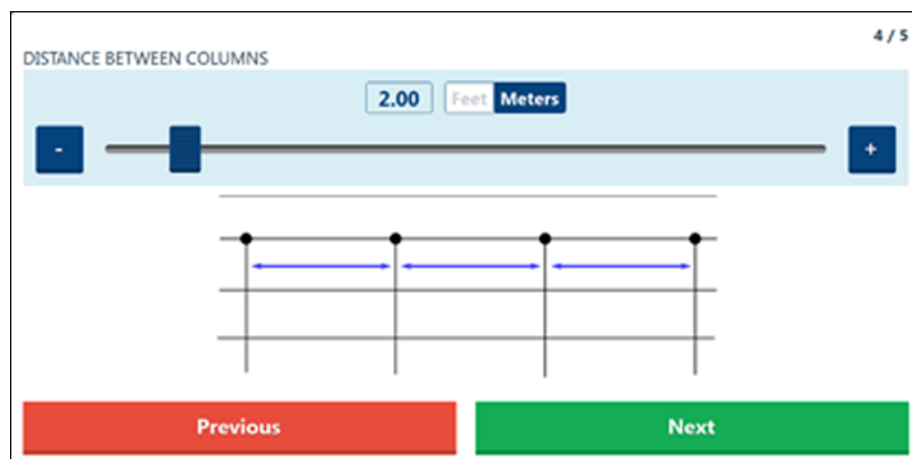 4 / 5
DISTANCE BETWEEN COLUMNS
2.00 Feet Meters
- +
Previous Next